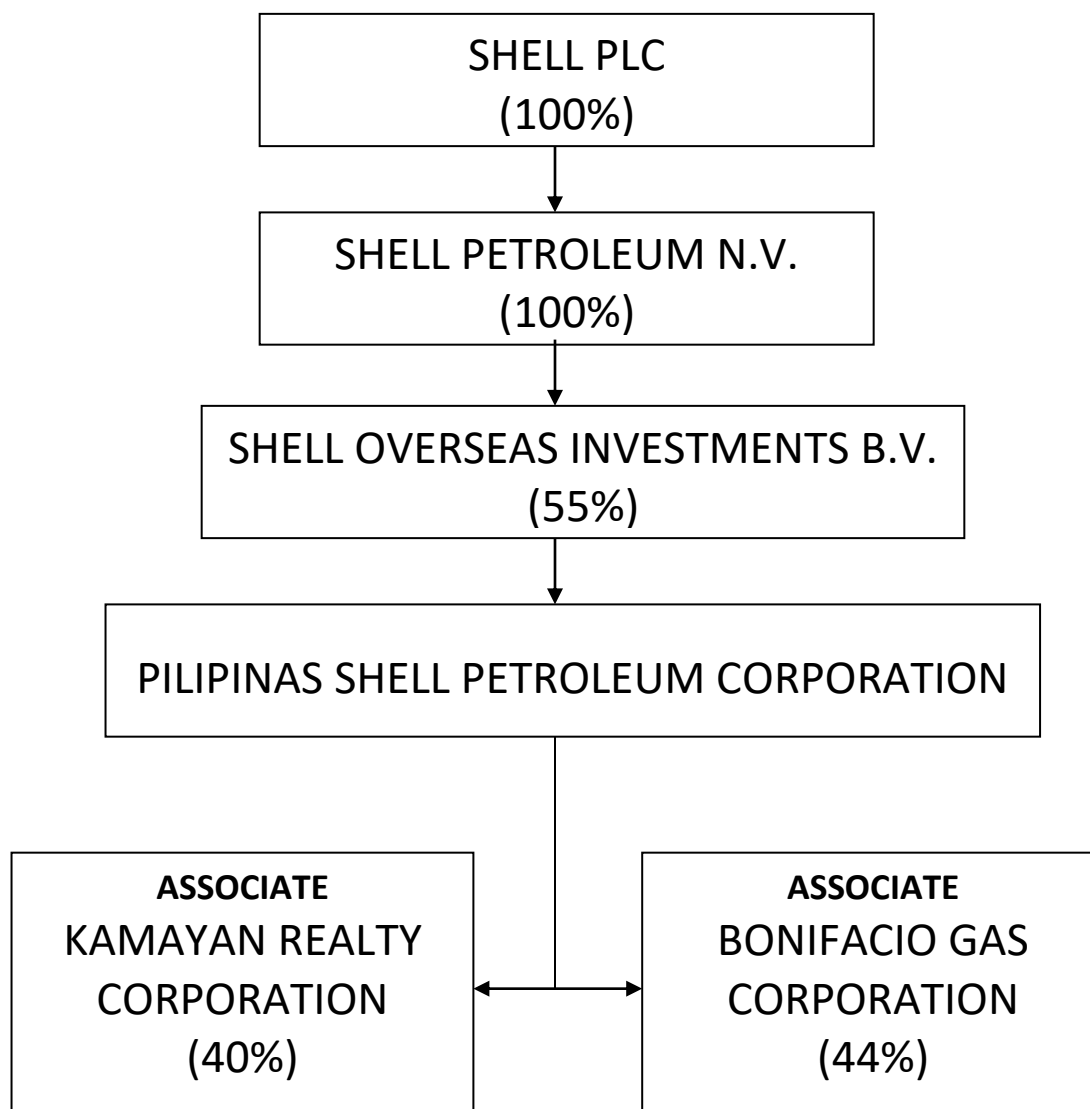 SHELL PLC
(100%)
SHELL PETROLEUM N.V.
(100%)
SHELL OVERSEAS INVESTMENTS B.V.
(55%)
PILIPINAS SHELL PETROLEUM CORPORATION
ASSOCIATE
KAMAYAN REALTY
CORPORATION
(40%)
ASSOCIATE
BONIFACIO GAS
CORPORATION
(44%)